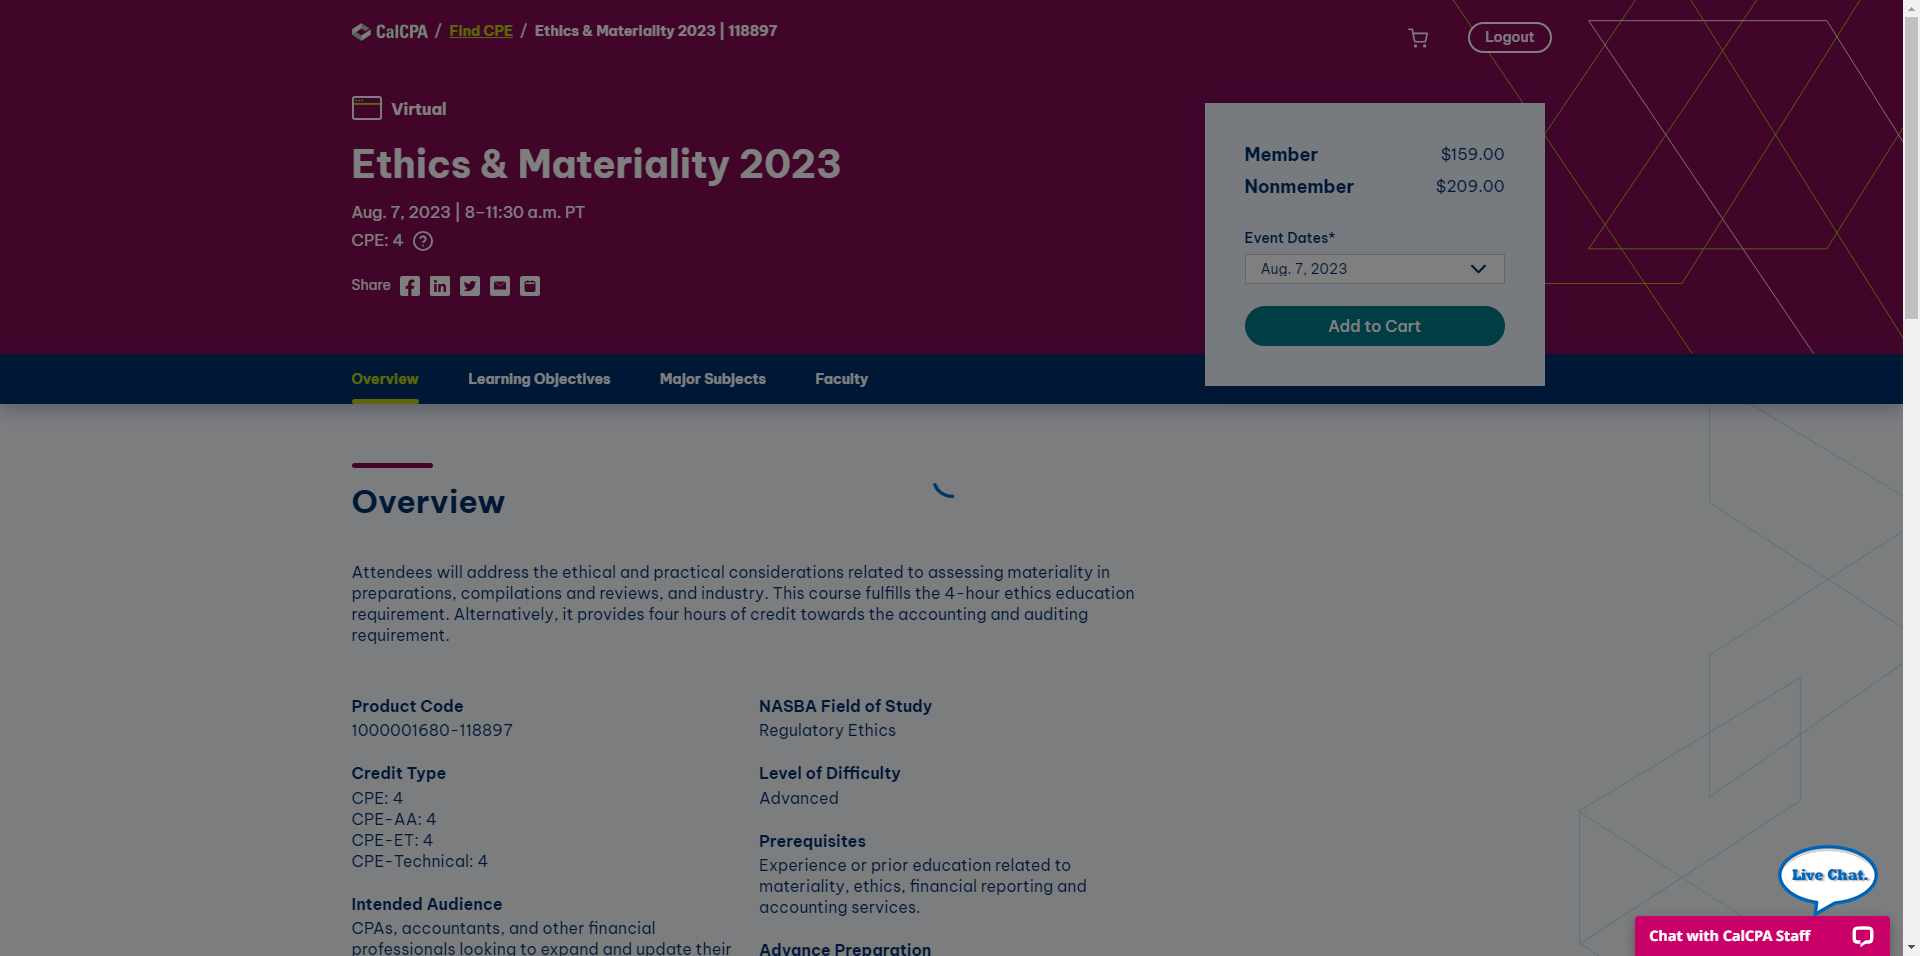 CalCPA / Find CPE / Ethics & Materiality 2023 | 118897
Logout
Virtual
Ethics & Materiality 2023
Aug. 7, 2023 | 8–11:30 a.m. PT
CPE: 4 ?
Share
Member $159.00
Nonmember $209.00
Event Dates*
Aug. 7, 2023
Add to Cart
Overview Learning Objectives Major Subjects Faculty
Overview
Attendees will address the ethical and practical considerations related to assessing materiality in
preparations, compilations and reviews, and industry. This course fulfills the 4-hour ethics education
requirement. Alternatively, it provides four hours of credit towards the accounting and auditing
requirement.
Product Code
1000001680-118897
Credit Type
CPE: 4
CPE-AA: 4
CPE-ET: 4
CPE-Technical: 4
Intended Audience
CPAs, accountants, and other financial
professionals looking to expand and update their
NASBA Field of Study
Regulatory Ethics
Level of Difficulty
Advanced
Prerequisites
Experience or prior education related to
materiality, ethics, financial reporting and
accounting services.
Advance Preparation
Live Chat.
Chat with CalCPA Staff